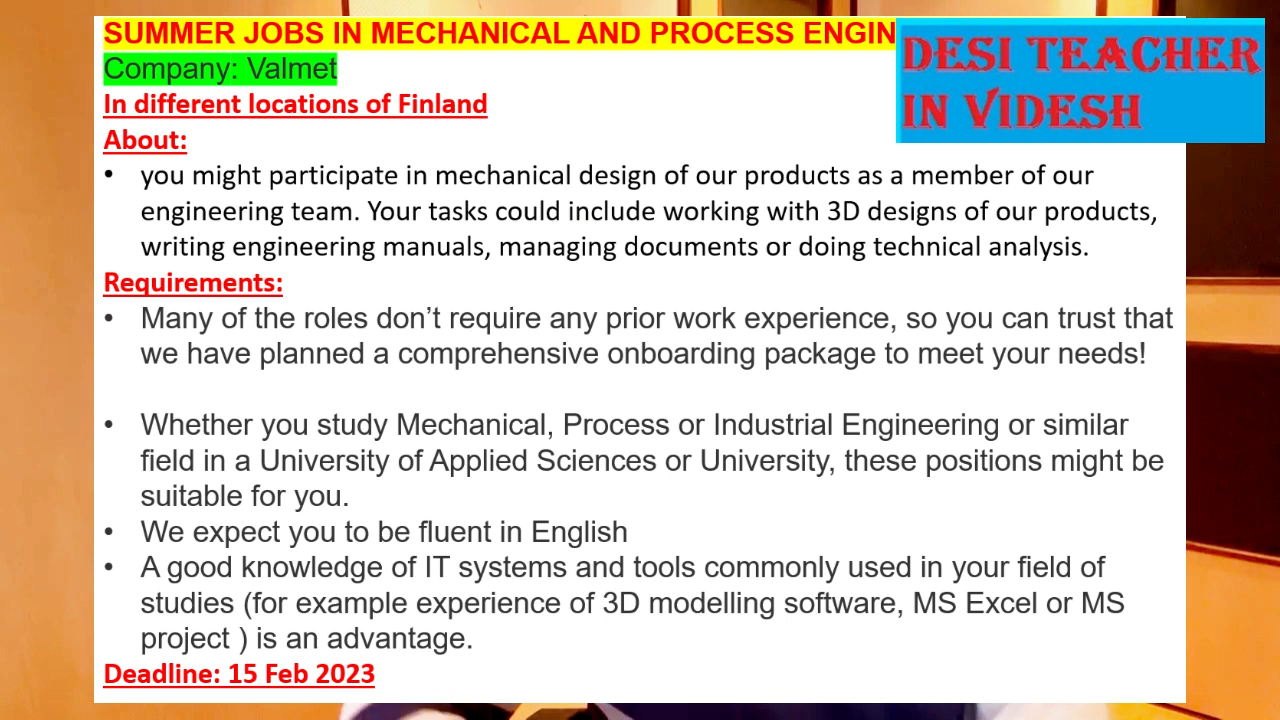 SUMMER JOBS IN MECHANICAL AND PROCESS
DESI TEACHER
IN VIDESH
Company: Valmet
In different locations of Finland
About:
• you might participate in mechanical design of our products as a member of our
engineering team. Your tasks could include working with 3D designs of our products,
writing engineering manuals, managing documents or doing technical analysis.
Requirements:
• Many of the roles don’t require any prior work experience, so you can trust that
we have planned a comprehensive onboarding package to meet your needs!
• Whether you study Mechanical, Process or Industrial Engineering or similar
field in a University of Applied Sciences or University, these positions might be
suitable for you.
• We expect you to be fluent in English
• A good knowledge of IT systems and tools commonly used in your field of
studies (for example experience of 3D modelling software, MS Excel or MS
project ) is an advantage.
Deadline: 15 Feb 2023